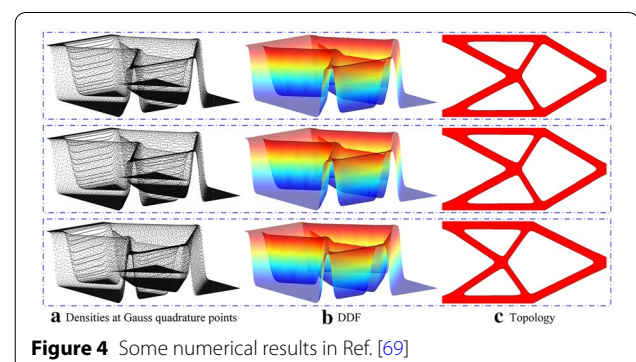 a Densities at Gauss quadrature points b DDF c Topology
Figure 4 Some numerical results in Ref. [69]